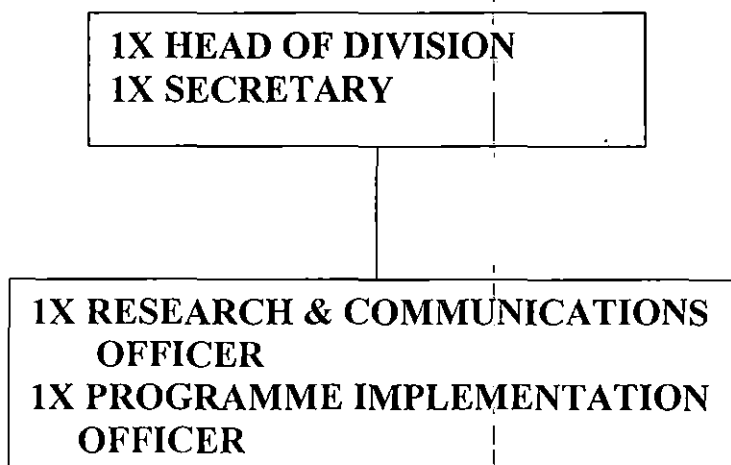 1X HEAD OF DIVISION
1X SECRETARY
1X RESEARCH & COMMUNICATIONS
OFFICER
1X PROGRAMME IMPLEMENTATION
OFFICER